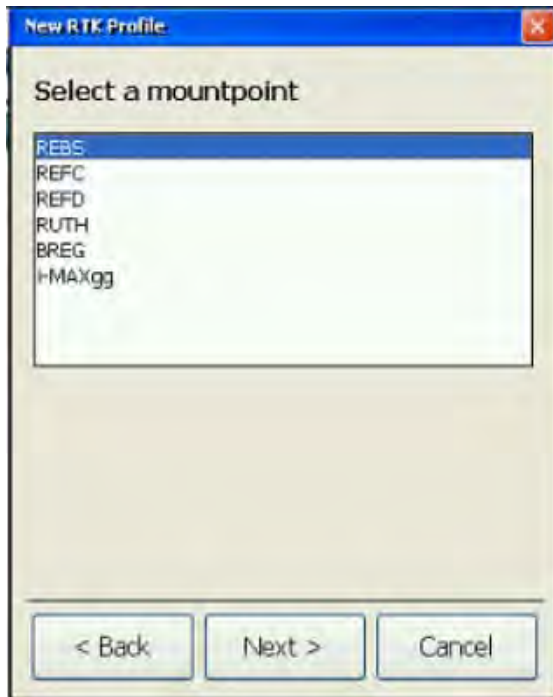 New RTK Profile
Select a mountpoint
REBS
REFC
REFD
RUTH
BREG
i-MAXgg
< Back
Next >
Cancel